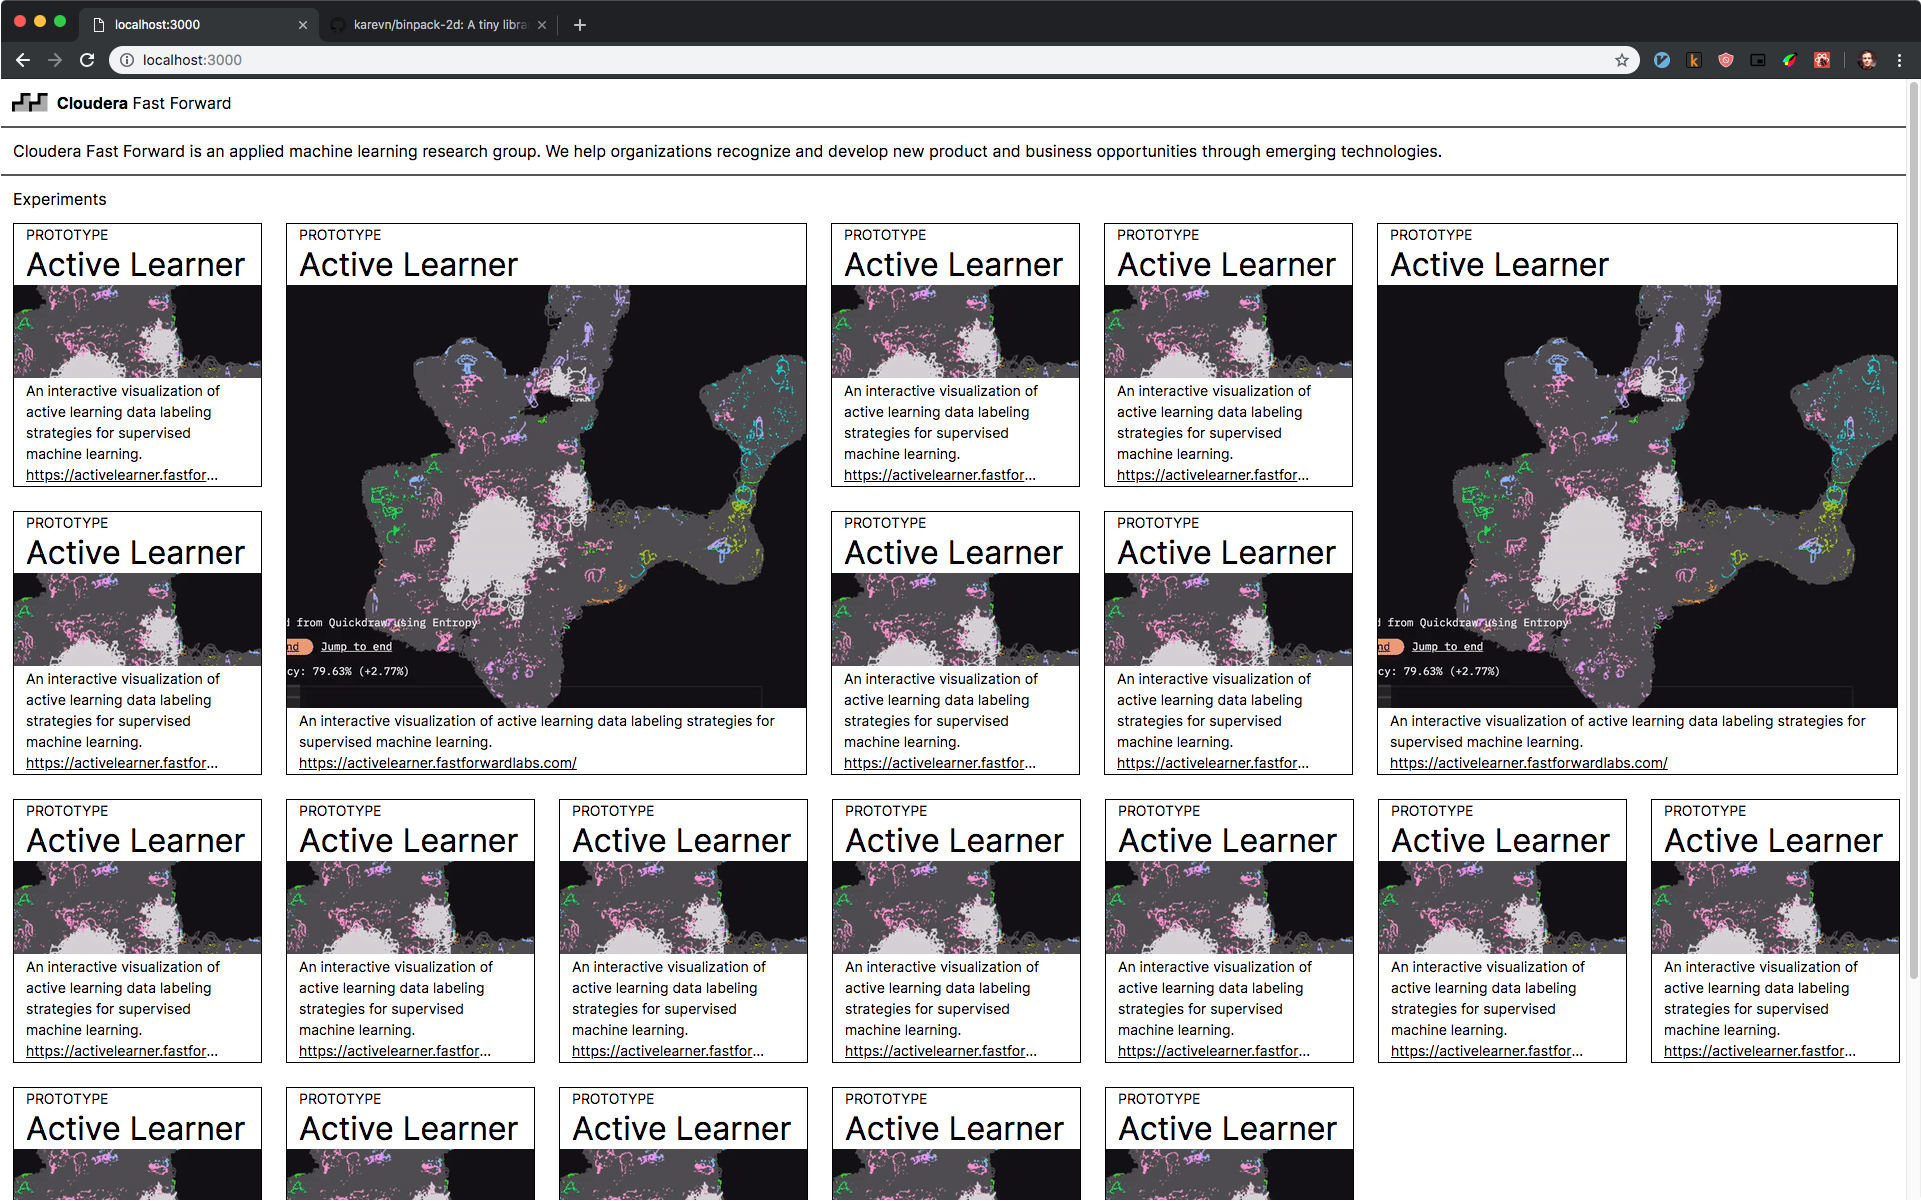 localhost:3000
karevn/binpack-2d: A tiny libra
localhost:3000
Cloudera Fast Forward
Cloudera Fast Forward is an applied machine learning research group. We help organizations recognize and develop new product and business opportunities through emerging technologies.
Experiments
PROTOTYPE
Active Learner
An interactive visualization of
active learning data labeling
strategies for supervised
machine learning.
https://activelearner.fastfor...
PROTOTYPE
Active Learner
d from Quickdraw using Entropy
nd Jump to end
cy: 79.63% (+2.77%)
An interactive visualization of active learning data labeling strategies for
supervised machine learning.
https://activelearner.fastforwardlabs.com/
PROTOTYPE
Active Learner
An interactive visualization of
active learning data labeling
strategies for supervised
machine learning.
https://activelearner.fastfor...
PROTOTYPE
Active Learner
An interactive visualization of
active learning data labeling
strategies for supervised
machine learning.
https://activelearner.fastfor...
PROTOTYPE
Active Learner
d from Quickdraw using Entropy
nd Jump to end
cy: 79.63% (+2.77%)
An interactive visualization of active learning data labeling strategies for
supervised machine learning.
https://activelearner.fastforwardlabs.com/
PROTOTYPE
Active Learner
An interactive visualization of
active learning data labeling
strategies for supervised
machine learning.
https://activelearner.fastfor...
PROTOTYPE
Active Learner
An interactive visualization of
active learning data labeling
strategies for supervised
machine learning.
https://activelearner.fastfor...
PROTOTYPE
Active Learner
An interactive visualization of
active learning data labeling
strategies for supervised
machine learning.
https://activelearner.fastfor...
PROTOTYPE
Active Learner
An interactive visualization of
active learning data labeling
strategies for supervised
machine learning.
https://activelearner.fastfor...
PROTOTYPE
Active Learner
An interactive visualization of
active learning data labeling
strategies for supervised
machine learning.
https://activelearner.fastfor...
PROTOTYPE
Active Learner
An interactive visualization of
active learning data labeling
strategies for supervised
machine learning.
https://activelearner.fastfor...
PROTOTYPE
Active Learner
An interactive visualization of
active learning data labeling
strategies for supervised
machine learning.
https://activelearner.fastfor...
PROTOTYPE
Active Learner
An interactive visualization of
active learning data labeling
strategies for supervised
machine learning.
https://activelearner.fastfor...
PROTOTYPE
Active Learner
An interactive visualization of
active learning data labeling
strategies for supervised
machine learning.
https://activelearner.fastfor...
PROTOTYPE
Active Learner
An interactive visualization of
active learning data labeling
strategies for supervised
machine learning.
https://activelearner.fastfor...
PROTOTYPE
Active Learner
PROTOTYPE
Active Learner
PROTOTYPE
Active Learner
PROTOTYPE
Active Learner
PROTOTYPE
Active Learner